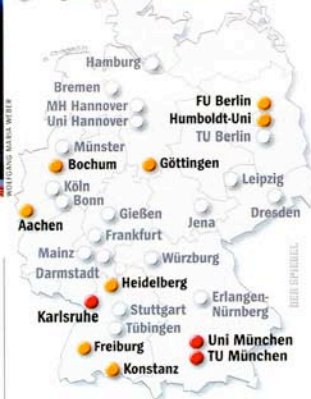 Hamburg
Bremen
MH Hannover
Uni Hannover
FU Berlin
Humboldt-Uni
TU Berlin
Münster
Bochum
Göttingen
Köln
Bonn
Leipzig
Aachen
Gießen
Jena
Dresden
Frankfurt
Mainz
Darmstadt
Würzburg
Heidelberg
Karlsruhe
Stuttgart
Tübingen
Erlangen-
Nürnberg
Freiburg
Uni München
TU München
Konstanz
WOLFGANG MARIA WEBER
DER SPIEGEL